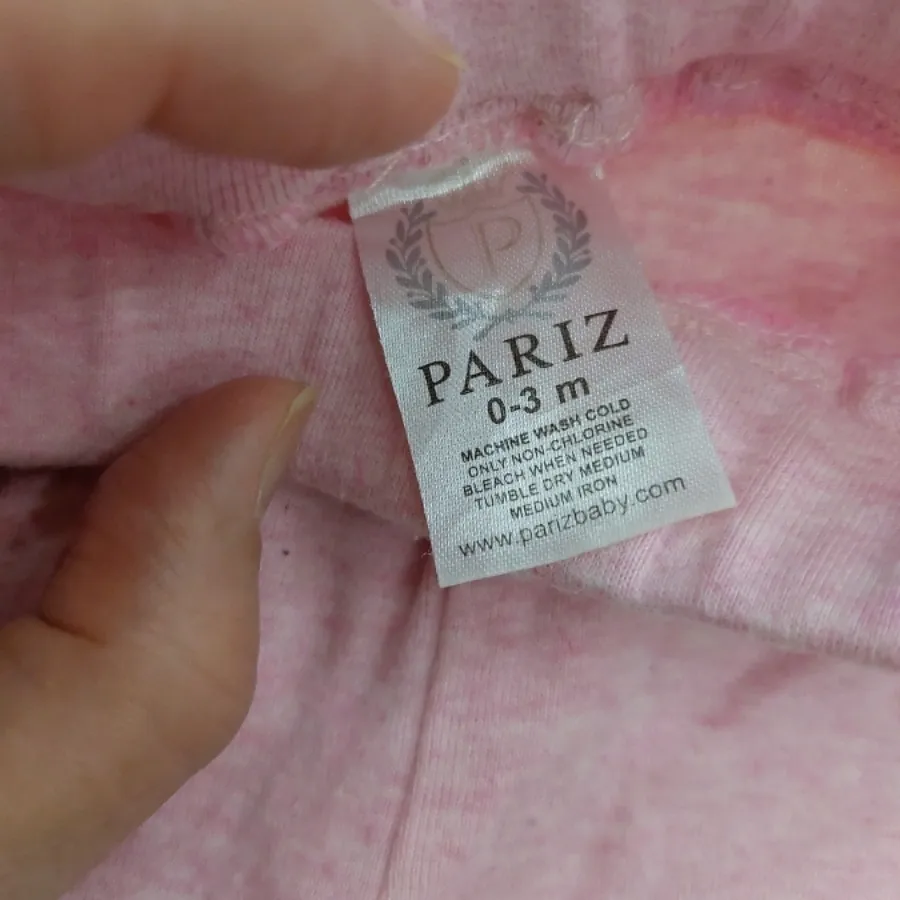 P
PARIZ
0-3 m
MACHINE WASH COLD
ONLY NON-CHLORINE
BLEACH WHEN NEEDED
TUMBLE DRY MEDIUM
MEDIUM IRON
www.parizbaby.com